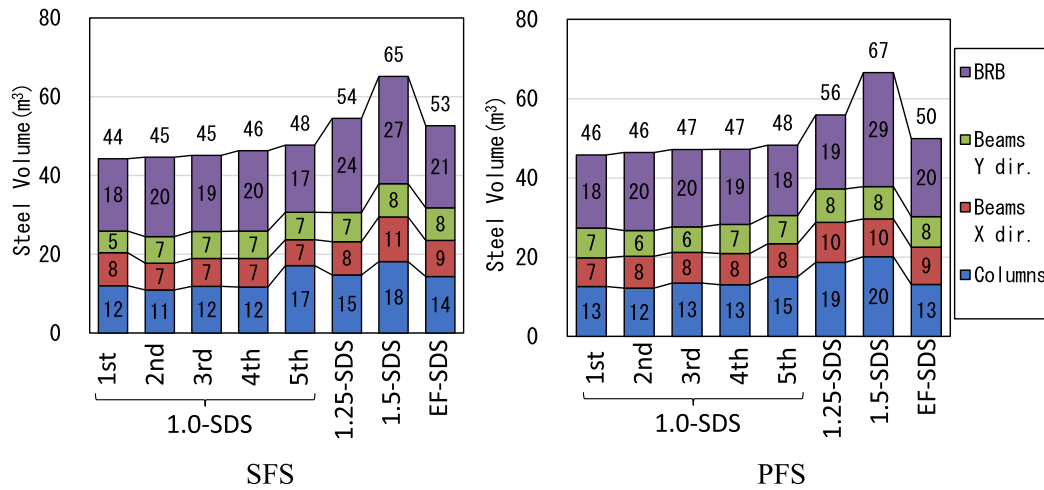 80
60
40
20
0
Steel Volume(m³)
44 45 45 46 48 54 65 53
18 20 19 20 17 24 27 21
5 7 7 7 7 7 8 8
8 7 7 7 7 8 11 9
12 11 12 12 17 15 18 14
1st 2nd 3rd 4th 5th 1.25-SDS 1.5-SDS EF-SDS
1.0-SDS
SFS
80
60
40
20
0
Steel Volume(m³)
46 46 47 47 48 56 67 50
18 20 20 19 18 19 29 20
7 6 6 7 7 8 8 8
7 8 8 8 8 10 10 9
13 12 13 13 15 19 20 13
1st 2nd 3rd 4th 5th 1.25-SDS 1.5-SDS EF-SDS
1.0-SDS
PFS
BRB
Beams
Y dir.
Beams
X dir.
Columns